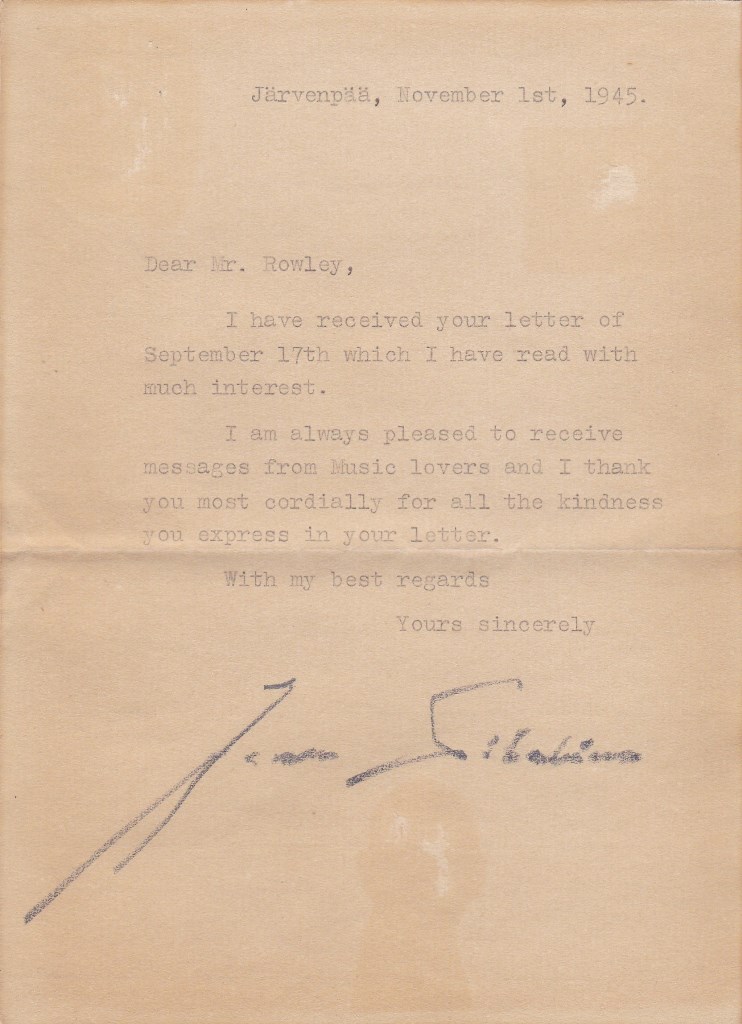 Järvenpää, November 1st, 1945.
Dear Mr. Rowley,
I have received your letter of
September 17th which I have read with
much interest.
I am always pleased to receive
messages from Music lovers and I thank
you most cordially for all the kindness
you express in your letter.
With my best regards
Yours sincerely
Jean Sibelius